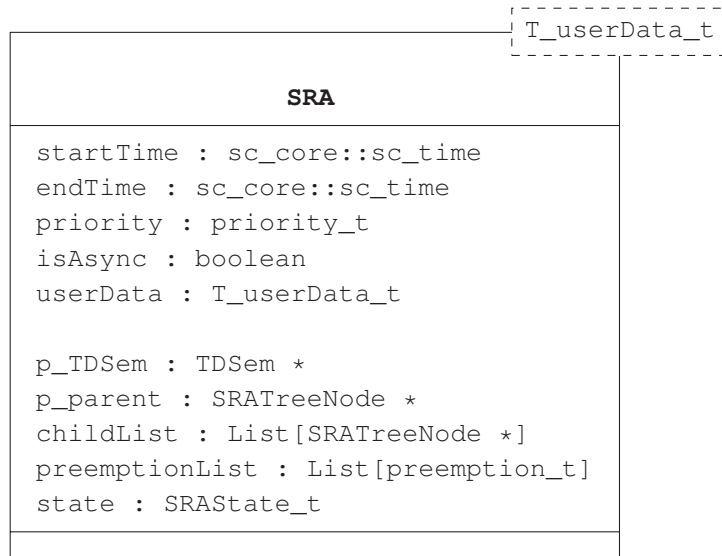 T_userData_t
SRA
startTime : sc_core::sc_time
endTime : sc_core::sc_time
priority : priority_t
isAsync : boolean
userData : T_userData_t
p_TDSem : TDSem *
p_parent : SRATreeNode *
childList : List[SRATreeNode *]
preemptionList : List[preemption_t]
state : SRAState_t